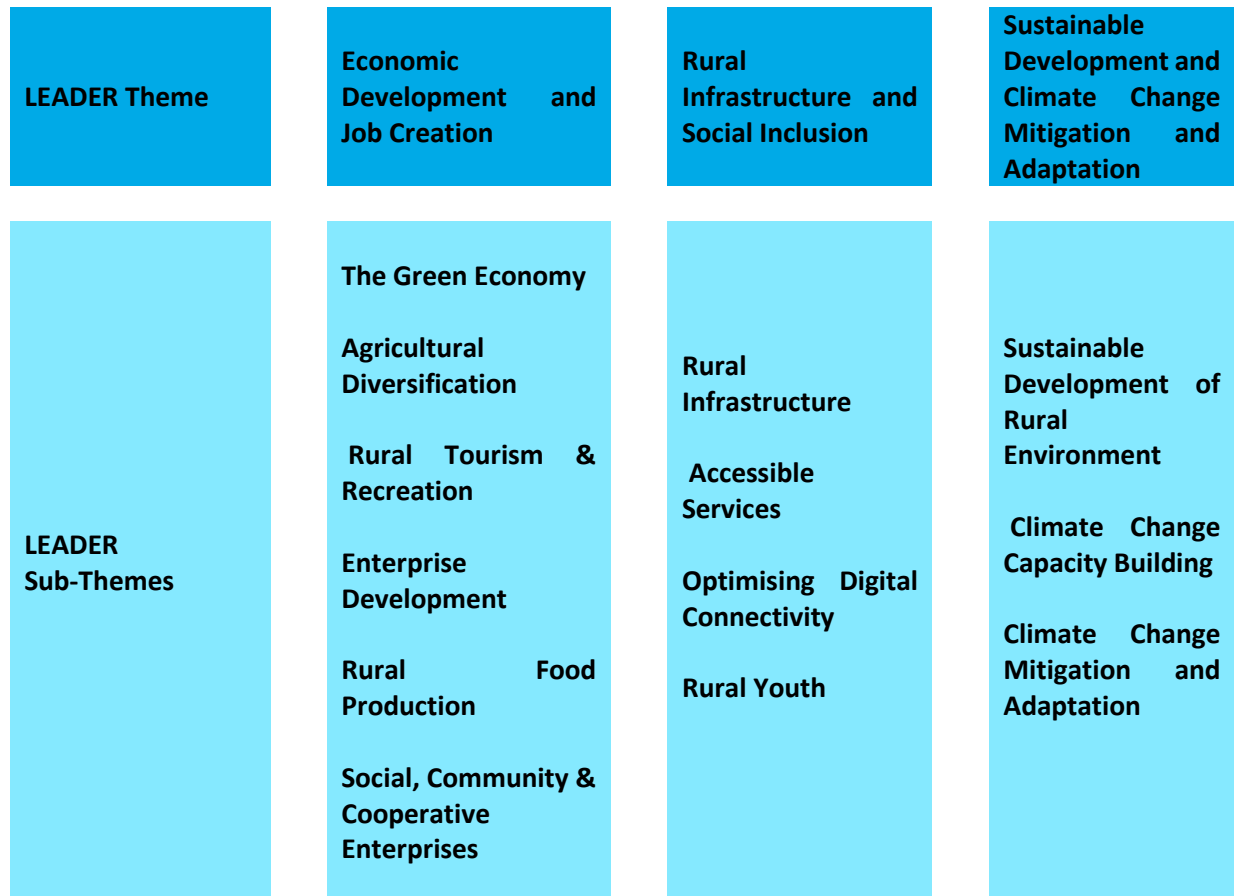 LEADER Theme
Economic
Development and
Job Creation
Rural
Infrastructure and
Social Inclusion
Sustainable
Development and
Climate Change
Mitigation and
Adaptation
LEADER
Sub-Themes
The Green Economy
Agricultural
Diversification
Rural Tourism &
Recreation
Enterprise
Development
Rural Food
Production
Social, Community &
Cooperative
Enterprises
Rural
Infrastructure
Accessible
Services
Optimising Digital
Connectivity
Rural Youth
Sustainable
Development of
Rural
Environment
Climate Change
Capacity Building
Climate Change
Mitigation and
Adaptation